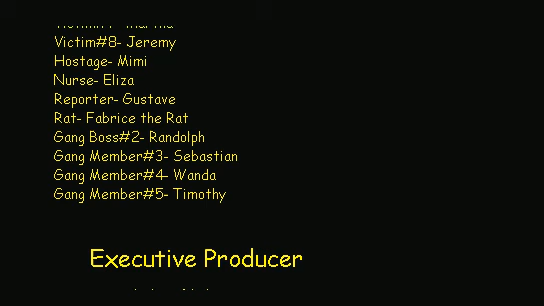 Victim#8- Jeremy
Hostage- Mimi
Nurse- Eliza
Reporter- Gustave
Rat- Fabrice the Rat
Gang Boss#2- Randolph
Gang Member#3- Sebastian
Gang Member#4- Wanda
Gang Member#5- Timothy
Executive Producer